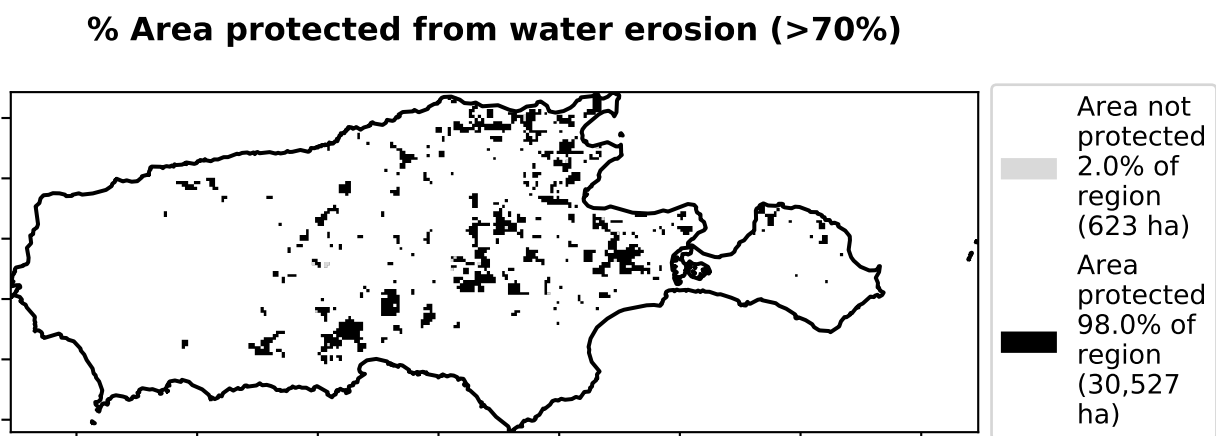 % Area protected from water erosion (>70%)
Area not
protected
2.0% of
region
(623 ha)
Area
protected
98.0% of
region
(30,527
ha)